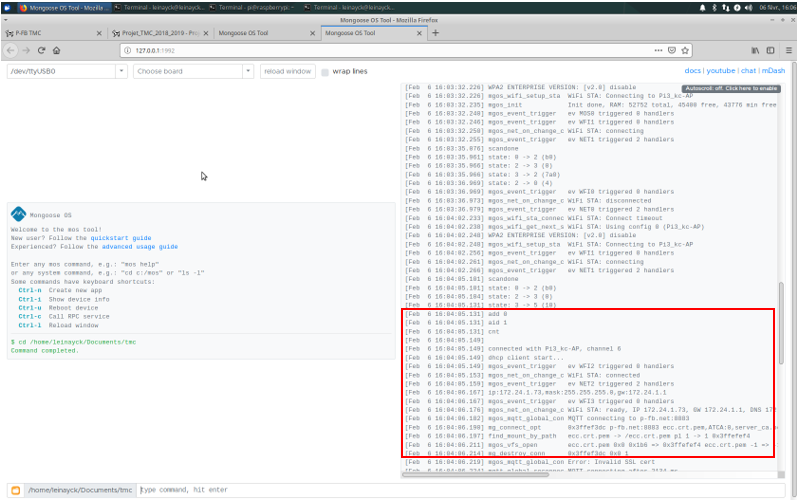 Mongoose OS Tool - Mozilla...
Terminal - leinayck@leinayck...
Terminal - pi@raspberrypi: ~
Terminal - leinayck@leinayck...
06 févr., 16:06
Mongoose OS Tool - Mozilla Firefox
P-FB TMC
Projet_TMC_2018_2019 - Pro
Mongoose OS Tool
Mongoose OS Tool
127.0.0.1:1992
/dev/ttyUSB0
Choose board
reload window
wrap lines
docs | youtube | chat | mDash
Autoscroll: off. Click here to enable
Mongoose OS
Welcome to the mos tool!
New user? Follow the quickstart guide
Experienced? Follow the advanced usage guide
Enter any mos command, e.g.: "mos help"
or any system command, e.g.: "cd c:/mos" or "ls -l"
Some commands have keyboard shortcuts:
Ctrl-n Create new app
Ctrl-i Show device info
Ctrl-u Reboot device
Ctrl-c Call RPC service
Ctrl-l Reload window
$ cd /home/leinayck/Documents/tmc
Command completed.
[Feb 6 16:03:32.226] WPA2 ENTERPRISE VERSION: [v2.0] disable
[Feb 6 16:03:32.226] mgos_wifi_setup_sta WiFi STA: Connecting to Pi3_kc-AP
[Feb 6 16:03:32.235] mgos_init Init done, RAM: 52752 total, 45408 free, 43776 min free
[Feb 6 16:03:32.240] mgos_event_trigger ev MOS0 triggered 0 handlers
[Feb 6 16:03:32.246] mgos_event_trigger ev WFI1 triggered 0 handlers
[Feb 6 16:03:32.250] mgos_net_on_change_c WiFi STA: connecting
[Feb 6 16:03:32.255] mgos_event_trigger ev NET1 triggered 2 handlers
[Feb 6 16:03:35.076] scandone
[Feb 6 16:03:35.961] state: 0 -> 2 (b0)
[Feb 6 16:03:35.966] state: 2 -> 3 (0)
[Feb 6 16:03:35.966] state: 3 -> 2 (7a0)
[Feb 6 16:03:36.969] state: 2 -> 0 (4)
[Feb 6 16:03:36.969] mgos_event_trigger ev WFI0 triggered 0 handlers
[Feb 6 16:03:36.973] mgos_net_on_change_c WiFi STA: disconnected
[Feb 6 16:03:36.979] mgos_event_trigger ev NET0 triggered 2 handlers
[Feb 6 16:04:02.233] mgos_wifi_sta_connec WiFi STA: Connect timeout
[Feb 6 16:04:02.238] mgos_wifi_get_next_s WiFi STA: Using config 0 (Pi3_kc-AP)
[Feb 6 16:04:02.248] WPA2 ENTERPRISE VERSION: [v2.0] disable
[Feb 6 16:04:02.248] mgos_wifi_setup_sta WiFi STA: Connecting to Pi3_kc-AP
[Feb 6 16:04:02.256] mgos_event_trigger ev WFI1 triggered 0 handlers
[Feb 6 16:04:02.261] mgos_net_on_change_c WiFi STA: connecting
[Feb 6 16:04:02.268] mgos_event_trigger ev NET1 triggered 2 handlers
[Feb 6 16:04:05.101] scandone
[Feb 6 16:04:05.101] state: 0 -> 2 (b0)
[Feb 6 16:04:05.104] state: 2 -> 3 (0)
[Feb 6 16:04:05.131] state: 3 -> 5 (10)
[Feb 6 16:04:05.131] add 0
[Feb 6 16:04:05.131] aid 1
[Feb 6 16:04:05.131] cnt
[Feb 6 16:04:05.149]
[Feb 6 16:04:05.149] connected with Pi3_kc-AP, channel 6
[Feb 6 16:04:05.149] dhcp client start...
[Feb 6 16:04:05.149] mgos_event_trigger ev WFI2 triggered 0 handlers
[Feb 6 16:04:05.153] mgos_net_on_change_c WiFi STA: connected
[Feb 6 16:04:05.159] mgos_event_trigger ev NET2 triggered 2 handlers
[Feb 6 16:04:06.167] ip:172.24.1.73,mask:255.255.255.0,gw:172.24.1.1
[Feb 6 16:04:06.167] mgos_event_trigger ev WFI3 triggered 0 handlers
[Feb 6 16:04:06.176] mgos_net_on_change_c WiFi STA: ready, IP 172.24.1.73, GW 172.24.1.1, DNS 172
[Feb 6 16:04:06.182] mgos_mqtt_global_con MQTT connecting to p-fb.net:8883
[Feb 6 16:04:06.188] mg_connect_opt 0x3ffef3dc p-fb.net:8883 ecc.crt.pem,ATCA:0,server_ca.
[Feb 6 16:04:06.197] find_mount_by_path ecc.crt.pem -> /ecc.crt.pem pl 1 -> 1 0x3ffefef4
[Feb 6 16:04:06.211] mgos_vfs_open ecc.crt.pem 0x0 0x1b6 => 0x3ffefef4 ecc.crt.pem -1 =>
[Feb 6 16:04:06.214] mg_destroy_conn 0x3ffef3dc 0x0 1
[Feb 6 16:04:06.219] mgos_mqtt_global_con Error: Invalid SSL cert
/home/leinayck/Documents/tmc
type command, hit enter